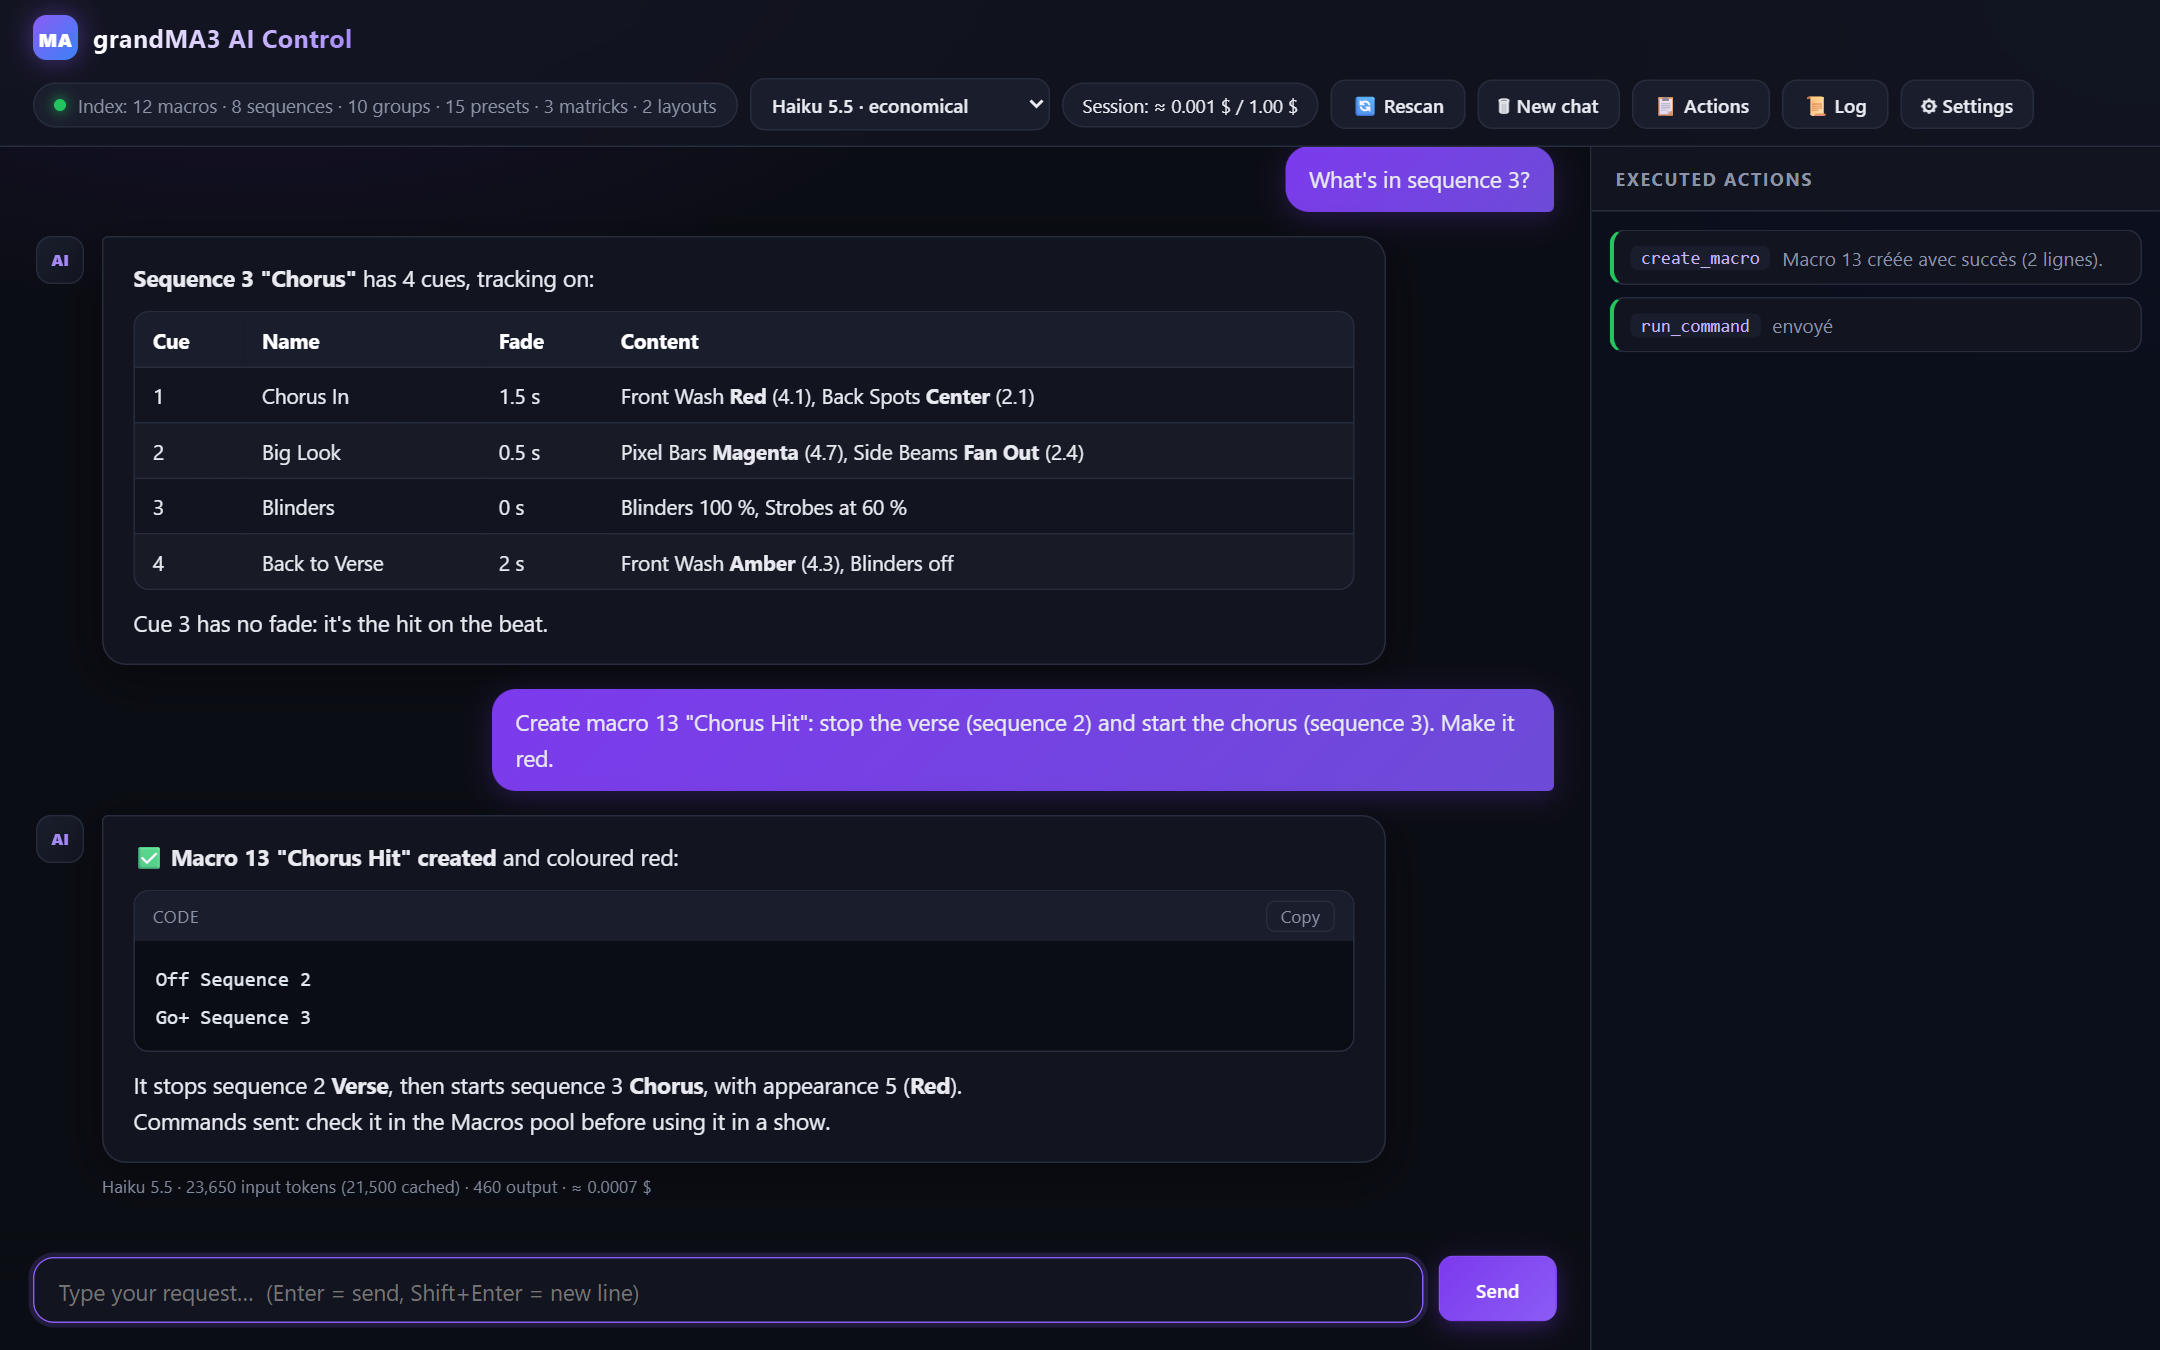 MA grandMA3 AI Control
Index: 12 macros · 8 sequences · 10 groups · 15 presets · 3 matricks · 2 layouts
Haiku 5.5 · economical
Session: ≈ 0.001 $ / 1.00 $
Rescan
New chat
Actions
Log
Settings
What's in sequence 3?
AI
Sequence 3 "Chorus" has 4 cues, tracking on:
Cue Name Fade Content
1 Chorus In 1.5 s Front Wash Red (4.1), Back Spots Center (2.1)
2 Big Look 0.5 s Pixel Bars Magenta (4.7), Side Beams Fan Out (2.4)
3 Blinders 0 s Blinders 100 %, Strobes at 60 %
4 Back to Verse 2 s Front Wash Amber (4.3), Blinders off
Cue 3 has no fade: it's the hit on the beat.
Create macro 13 "Chorus Hit": stop the verse (sequence 2) and start the chorus (sequence 3). Make it
red.
AI
✅ Macro 13 "Chorus Hit" created and coloured red:
CODE
Copy
Off Sequence 2
Go+ Sequence 3
It stops sequence 2 Verse, then starts sequence 3 Chorus, with appearance 5 (Red).
Commands sent: check it in the Macros pool before using it in a show.
Haiku 5.5 · 23,650 input tokens (21,500 cached) · 460 output · ≈ 0.0007 $
Type your request... (Enter = send, Shift+Enter = new line)
Send
EXECUTED ACTIONS
create_macro Macro 13 créée avec succès (2 lignes).
run_command envoyé